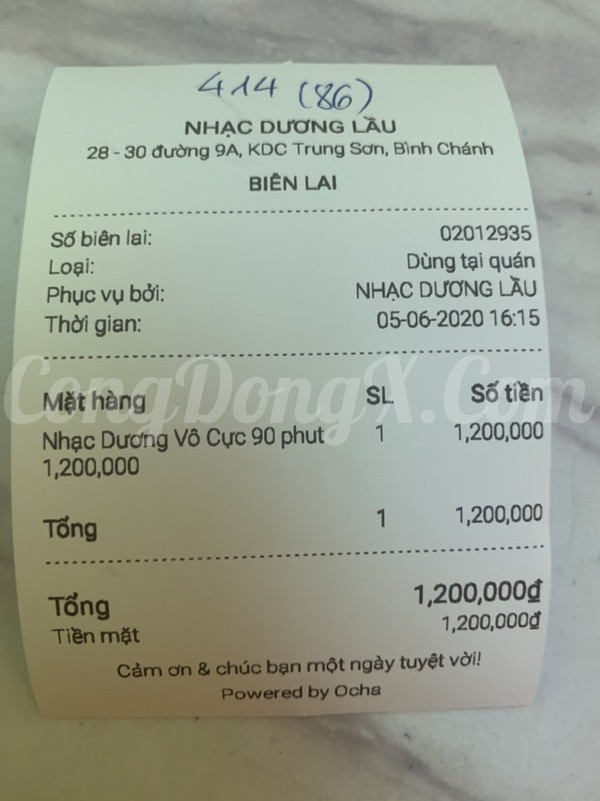 414 (86)
NHẠC DƯƠNG LẦU
28 - 30 đường 9A, KDC Trung Sơn, Bình Chánh
BIÊN LAI
Số biên lai: 02012935
Loại: Dùng tại quán
Phục vụ bởi: NHẠC DƯƠNG LẦU
Thời gian: 05-06-2020 16:15
CongDongX.Com
Mặt hàng SL Số tiền
Nhạc Dương Vô Cực 90 phut 1 1,200,000
1,200,000
Tổng 1 1,200,000
Tổng 1,200,000đ
Tiền mặt 1,200,000đ
Cảm ơn & chúc bạn một ngày tuyệt vời!
Powered by Ocha